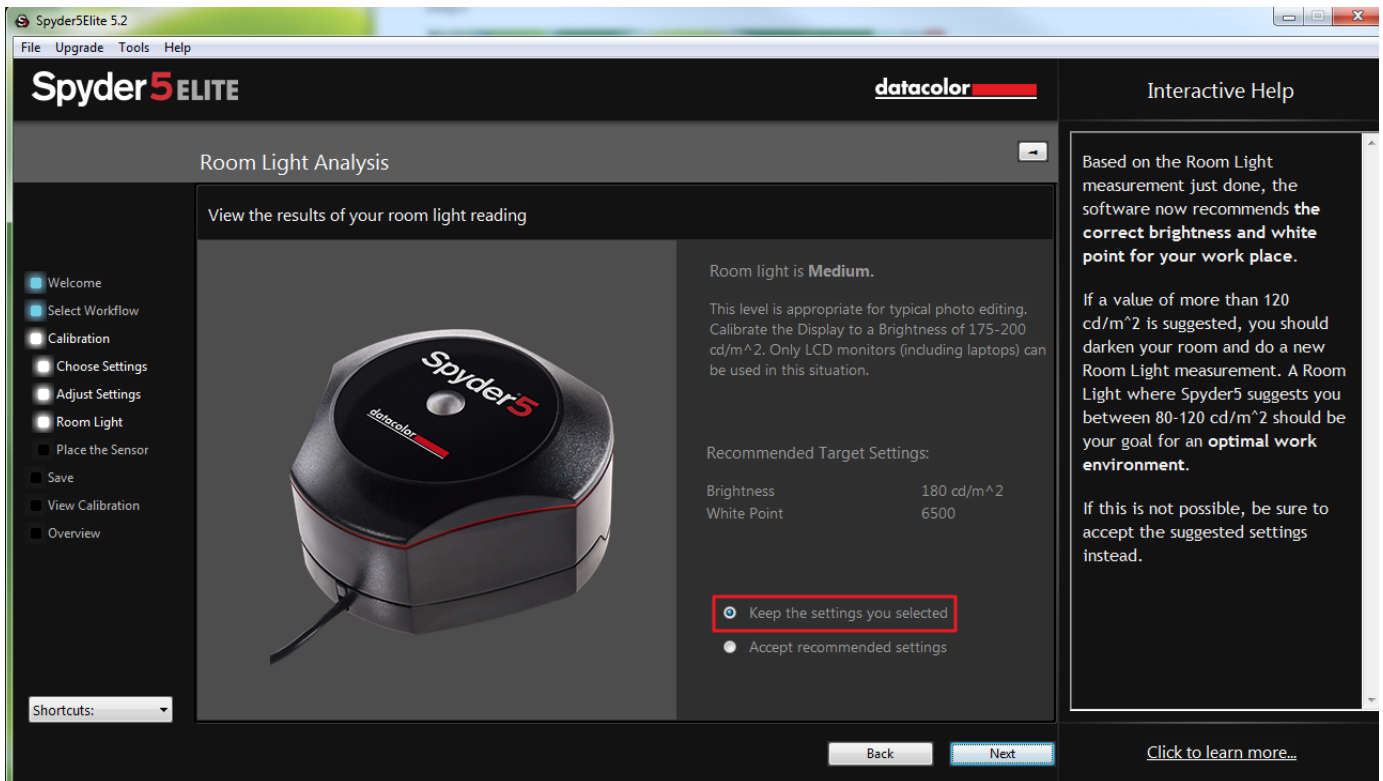 Spyder5Elite 5.2
File Upgrade Tools Help
Spyder5ELITE
datacolor
Interactive Help
Room Light Analysis
View the results of your room light reading
Welcome
Select Workflow
Calibration
Choose Settings
Adjust Settings
Room Light
Place the Sensor
Save
View Calibration
Overview
Shortcuts:
Spyder5
datacolor
Room light is Medium.
This level is appropriate for typical photo editing.
Calibrate the Display to a Brightness of 175-200
cd/m^2. Only LCD monitors (including laptops) can
be used in this situation.
Recommended Target Settings:
Brightness 180 cd/m^2
White Point 6500
Keep the settings you selected
Accept recommended settings
Back Next
Based on the Room Light
measurement just done, the
software now recommends the
correct brightness and white
point for your work place.
If a value of more than 120
cd/m^2 is suggested, you should
darken your room and do a new
Room Light measurement. A Room
Light where Spyder5 suggests you
between 80-120 cd/m^2 should be
your goal for an optimal work
environment.
If this is not possible, be sure to
accept the suggested settings
instead.
Click to learn more...